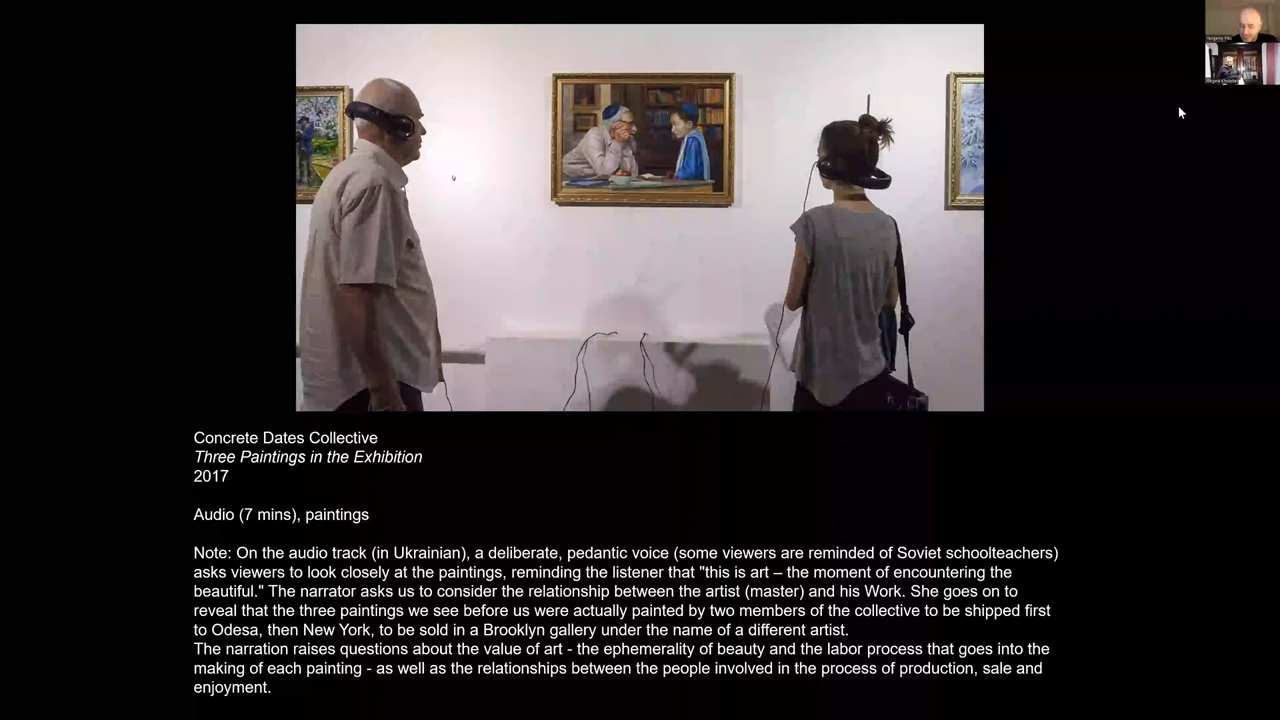 Concrete Dates Collective
Three Paintings in the Exhibition
2017
Audio (7 mins), paintings
Note: On the audio track (in Ukrainian), a deliberate, pedantic voice (some viewers are reminded of Soviet schoolteachers)
asks viewers to look closely at the paintings, reminding the listener that "this is art – the moment of encountering the
beautiful." The narrator asks us to consider the relationship between the artist (master) and his Work. She goes on to
reveal that the three paintings we see before us were actually painted by two members of the collective to be shipped first
to Odesa, then New York, to be sold in a Brooklyn gallery under the name of a different artist.
The narration raises questions about the value of art - the ephemerality of beauty and the labor process that goes into the
making of each painting - as well as the relationships between the people involved in the process of production, sale and
enjoyment.